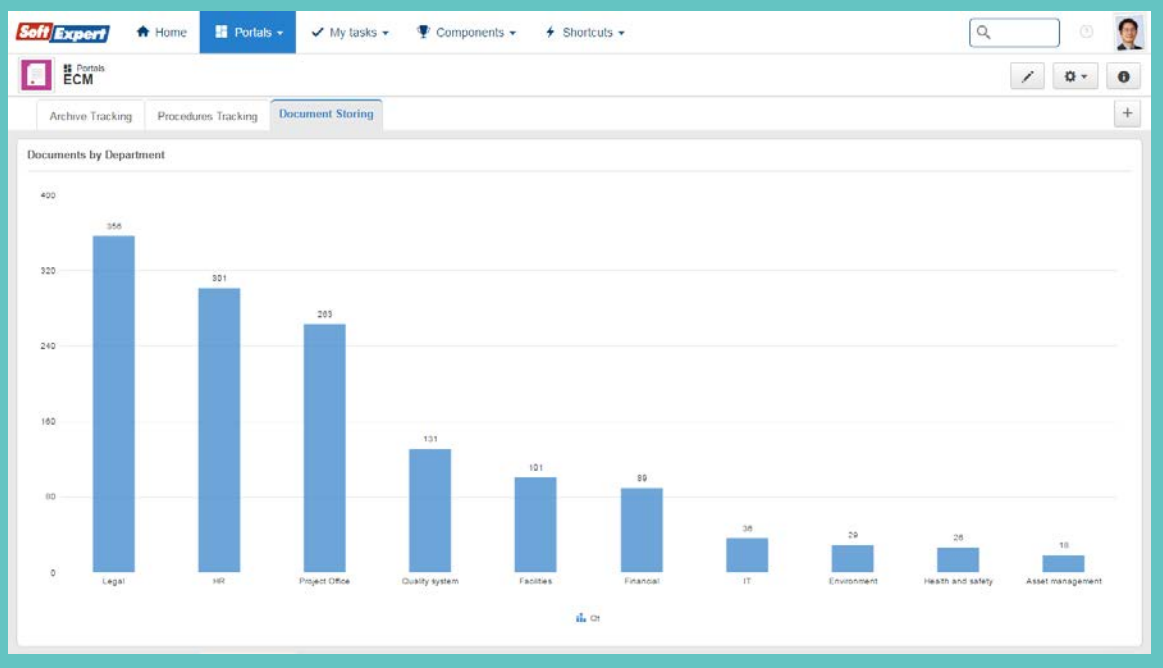 SoftExpert
Home
Portals
My tasks
Components
Shortcuts
Portals
ECM
Archive Tracking
Procedures Tracking
Document Storing
Documents by Department
400
320
240
160
80
0
356
301
263
131
101
89
36
29
26
18
Legal
HR
Project Office
Quality system
Facilities
Financial
IT
Environment
Health and safety
Asset management